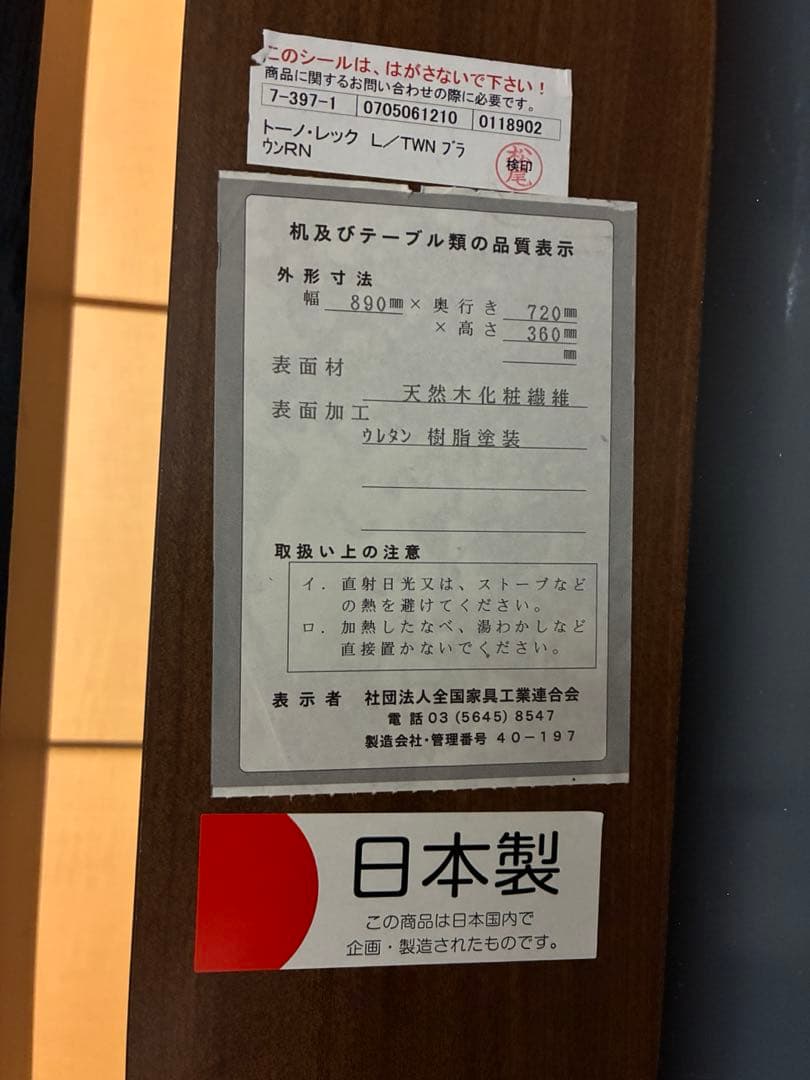 このシールは、はがさないで下さい！
商品に関するお問い合わせの際に必要です。
7-397-1 0705061210 0118902
トーノ・レック L／TWN ブラ
ウンRN
松尾
検印
机及びテーブル類の品質表示
外形寸法
幅 890㎜ × 奥行き 720㎜
× 高さ 360㎜
㎜
表面材
天然木化粧繊維
表面加工
ウレタン 樹脂塗装
取扱い上の注意
イ．直射日光又は、ストーブなど
の熱を避けてください。
ロ．加熱したなべ、湯わかしなど
直接置かないでください。
表示者 社団法人全国家具工業連合会
電話 03 (5645) 8547
製造会社・管理番号 40－197
日本製
この商品は日本国内で
企画・製造されたものです。